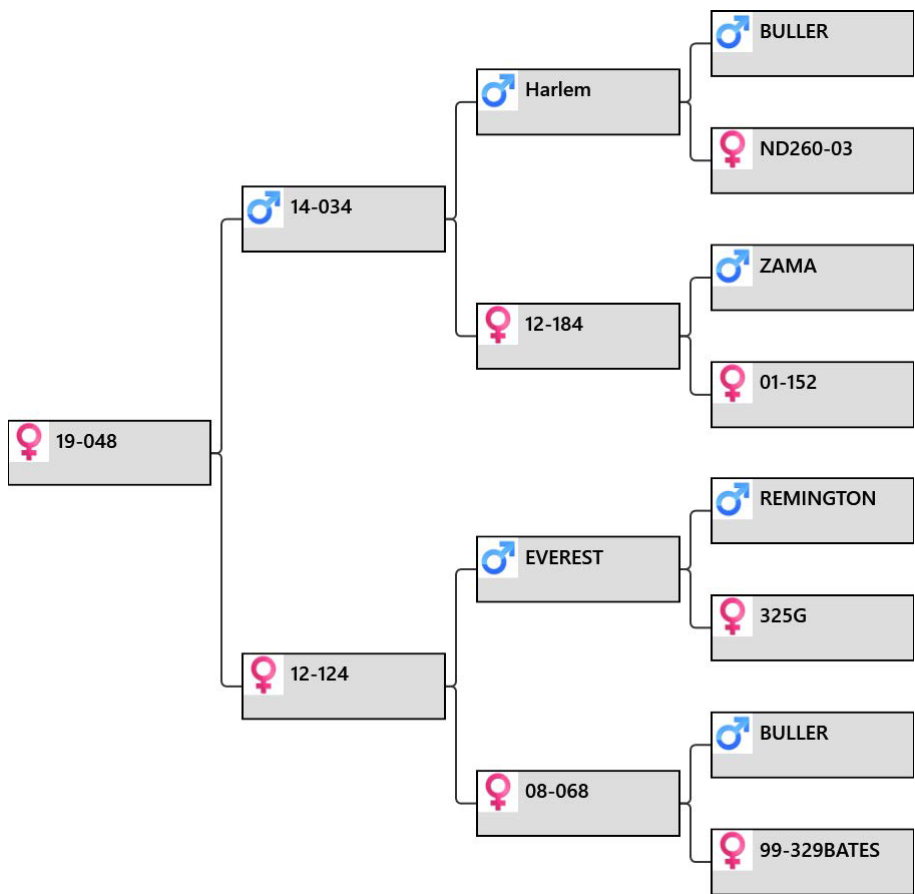 BULLER
Harlem
ND260-03
14-034
ZAMA
12-184
01-152
19-048
REMINGTON
EVEREST
325G
12-124
BULLER
08-068
99-329BATES